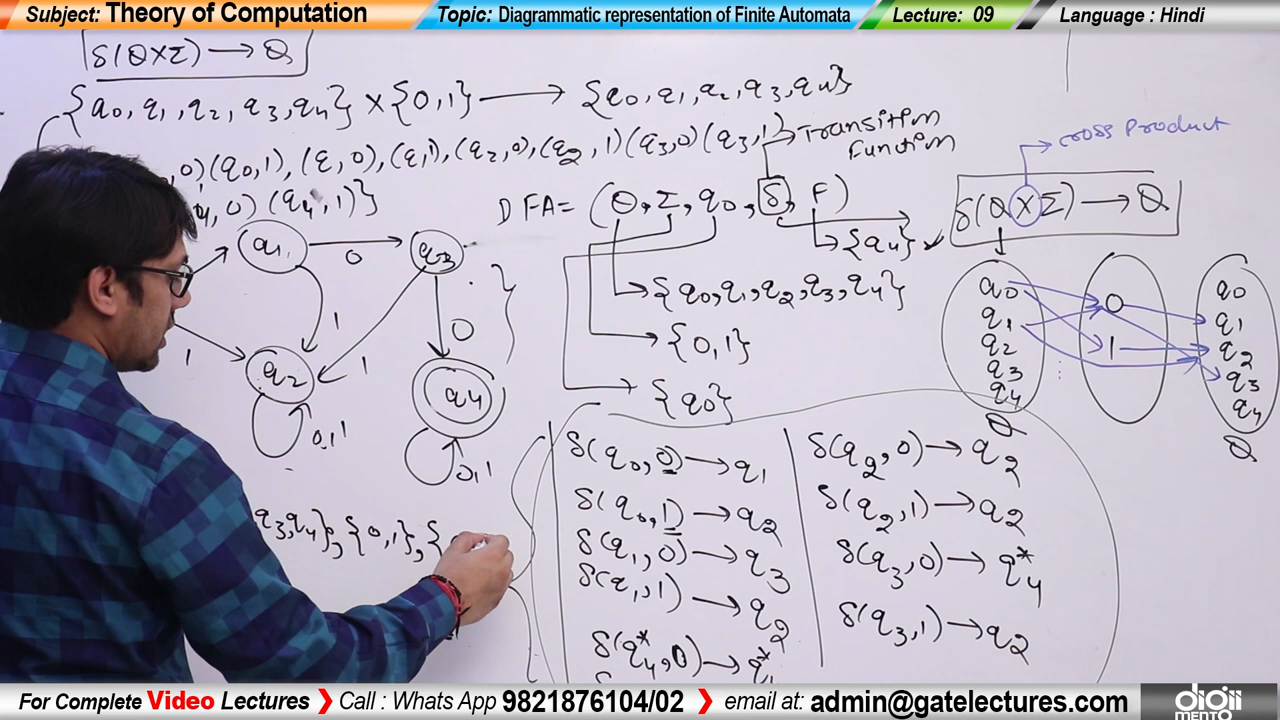 Subject: Theory of Computation
Topic: Diagrammatic representation of Finite Automata
Lecture: 09
Language : Hindi
δ(Q×Σ) → Q
{q0, q1, q2, q3, q4} × {0,1} → {q0, q1, q2, q3, q4}
,0)(q0,1), (q1,0), (q1,1), (q2,0), (q2,1)(q3,0)(q3,1
4,0) (q4,1)}
Transition
Function
cross Product
DFA = (Q, Σ, q0, δ, F)
δ(Q×Σ) → Q
{q4}
{q0, q1, q2, q3, q4}
{0,1}
{q0}
q1
0
q3
1
1
1
0
q2
q4
0,1
0,1
q0
q1
q2
q3
q4
Q
0
1
q0
q1
q2
q3
q4
Q
q3, q4}, {0,1}, {
δ(q0,0) → q1
δ(q0,1) → q2
δ(q1,0) → q3
δ(q1,1) → q2
δ(q4*,0) →
δ(q2,0) → q2
δ(q2,1) → q2
δ(q3,0) → q4*
δ(q3,1) → q2
For Complete Video Lectures ❯ Call : Whats App 9821876104/02 ❯ email at: admin@gatelectures.com
digii
MENTO